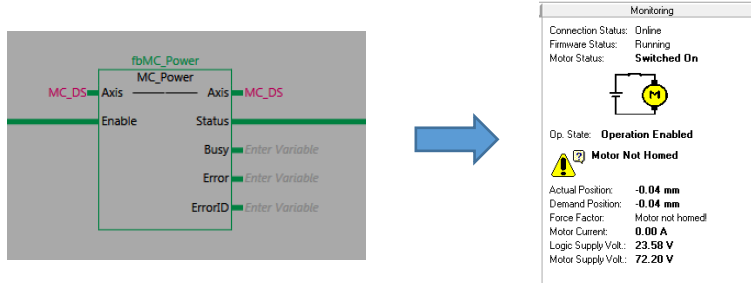 fbMC_Power
MC_Power
MC_DS Axis Axis MC_DS
Enable Status
Busy Enter Variable
Error Enter Variable
ErrorID Enter Variable
Monitoring
Connection Status: Online
Firmware Status: Running
Motor Status: Switched On
M
Op. State: Operation Enabled
? Motor Not Homed
Actual Position: -0.04 mm
Demand Position: -0.04 mm
Force Factor: Motor not homed!
Motor Current: 0.00 A
Logic Supply Volt.: 23.58 V
Motor Supply Volt.: 72.20 V